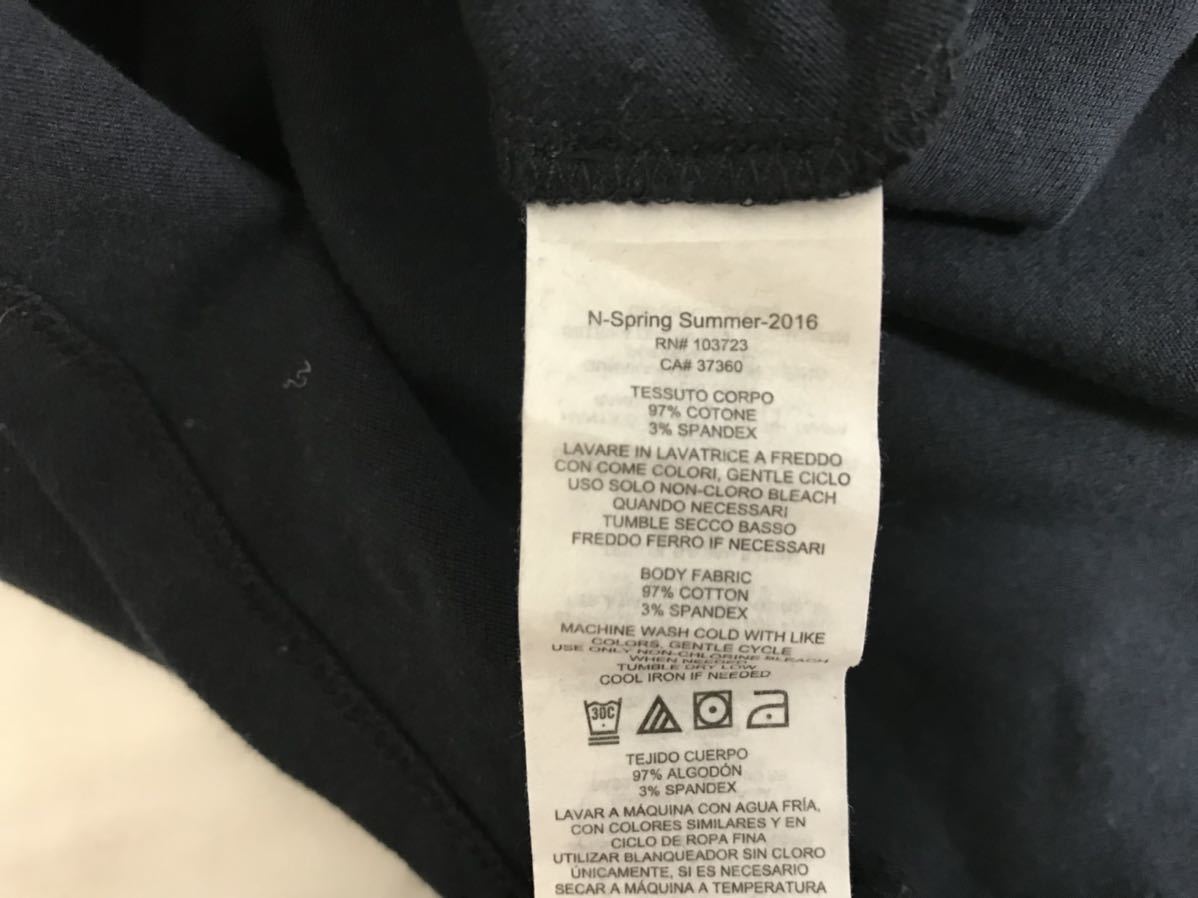 N-Spring Summer-2016
RN# 103723
CA# 37360
TESSUTO CORPO
97% COTONE
3% SPANDEX
LAVARE IN LAVATRICE A FREDDO
CON COME COLORI, GENTLE CICLO
USO SOLO NON-CLORO BLEACH
QUANDO NECESSARI
TUMBLE SECCO BASSO
FREDDO FERRO IF NECESSARI
BODY FABRIC
97% COTTON
3% SPANDEX
MACHINE WASH COLD WITH LIKE
COLORS, GENTLE CYCLE
USE ONLY NON-CHLORINE BLEACH
WHEN NEEDED
TUMBLE DRY LOW
COOL IRON IF NEEDED
30C
TEJIDO CUERPO
97% ALGODÓN
3% SPANDEX
LAVAR A MÁQUINA CON AGUA FRÍA,
CON COLORES SIMILARES Y EN
CICLO DE ROPA FINA
UTILIZAR BLANQUEADOR SIN CLORO
ÚNICAMENTE, SI ES NECESARIO
SECAR A MÁQUINA A TEMPERATURA